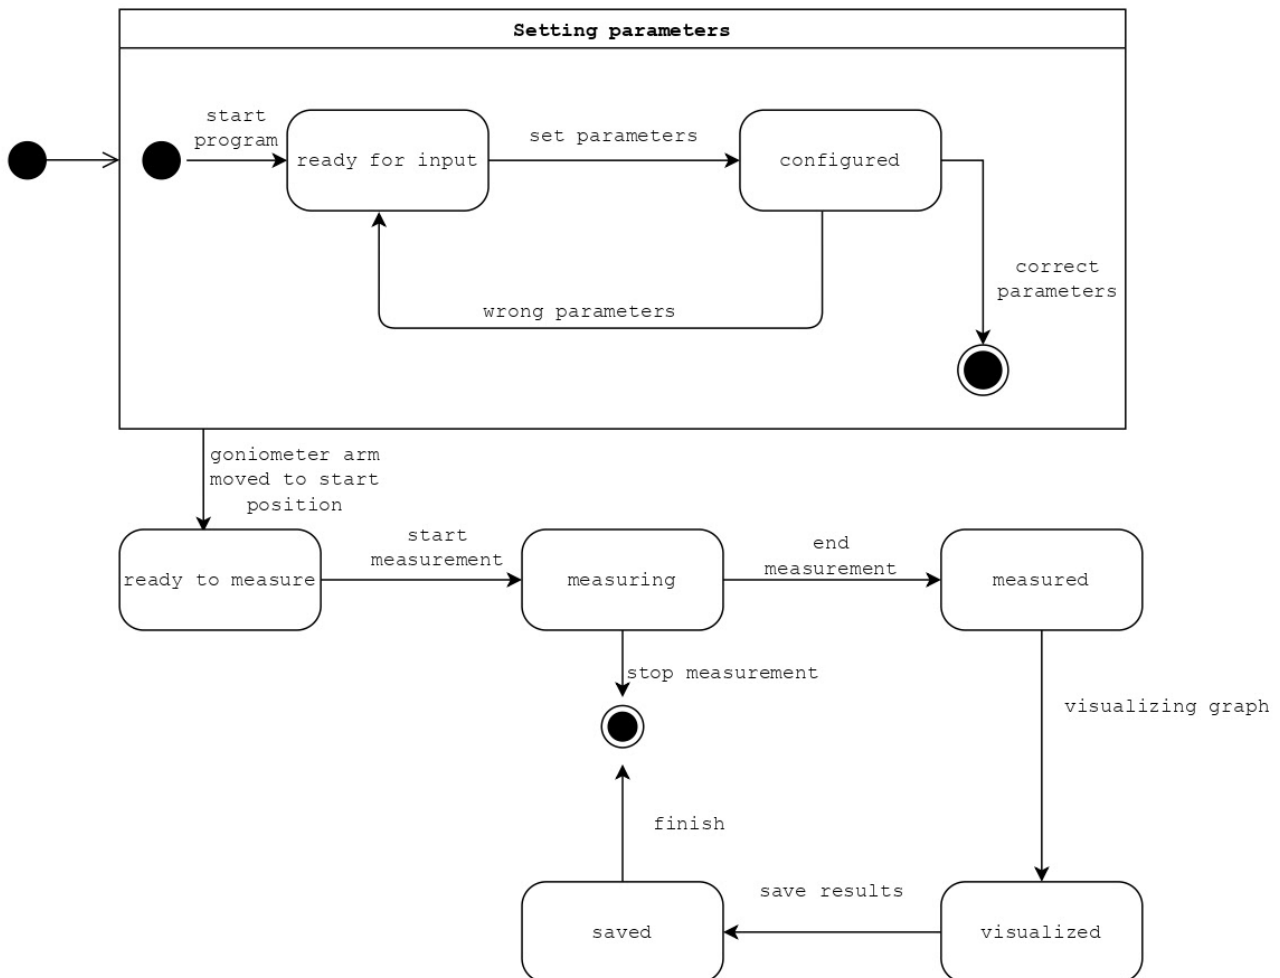 Setting parameters
start
program
ready for input
set parameters
configured
correct
parameters
wrong parameters
goniometer arm
moved to start
position
ready to measure
start
measurement
measuring
end
measurement
measured
stop measurement
visualizing graph
finish
saved
save results
visualized